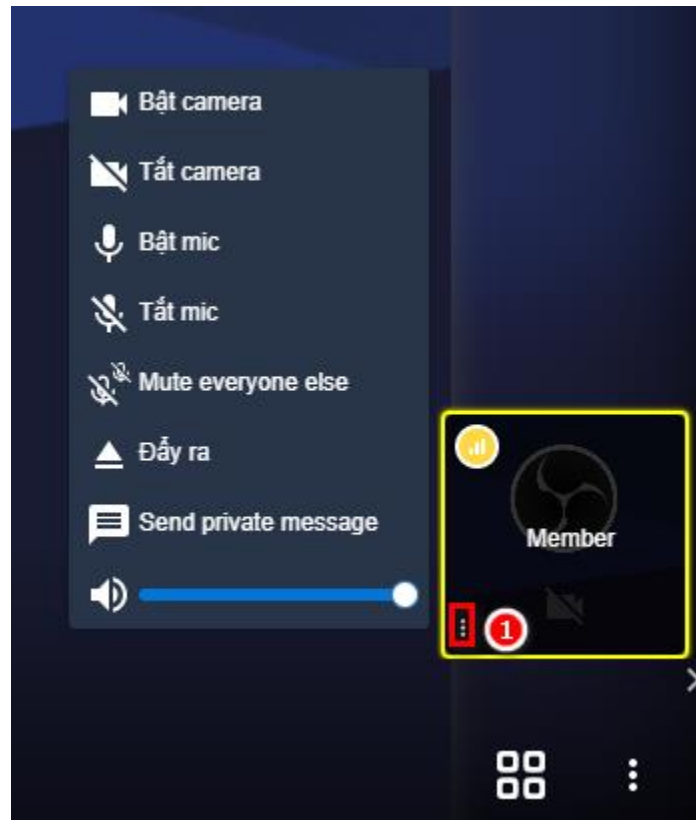 Bật camera
Tắt camera
Bật mic
Tắt mic
Mute everyone else
Đẩy ra
Send private message
Member
1